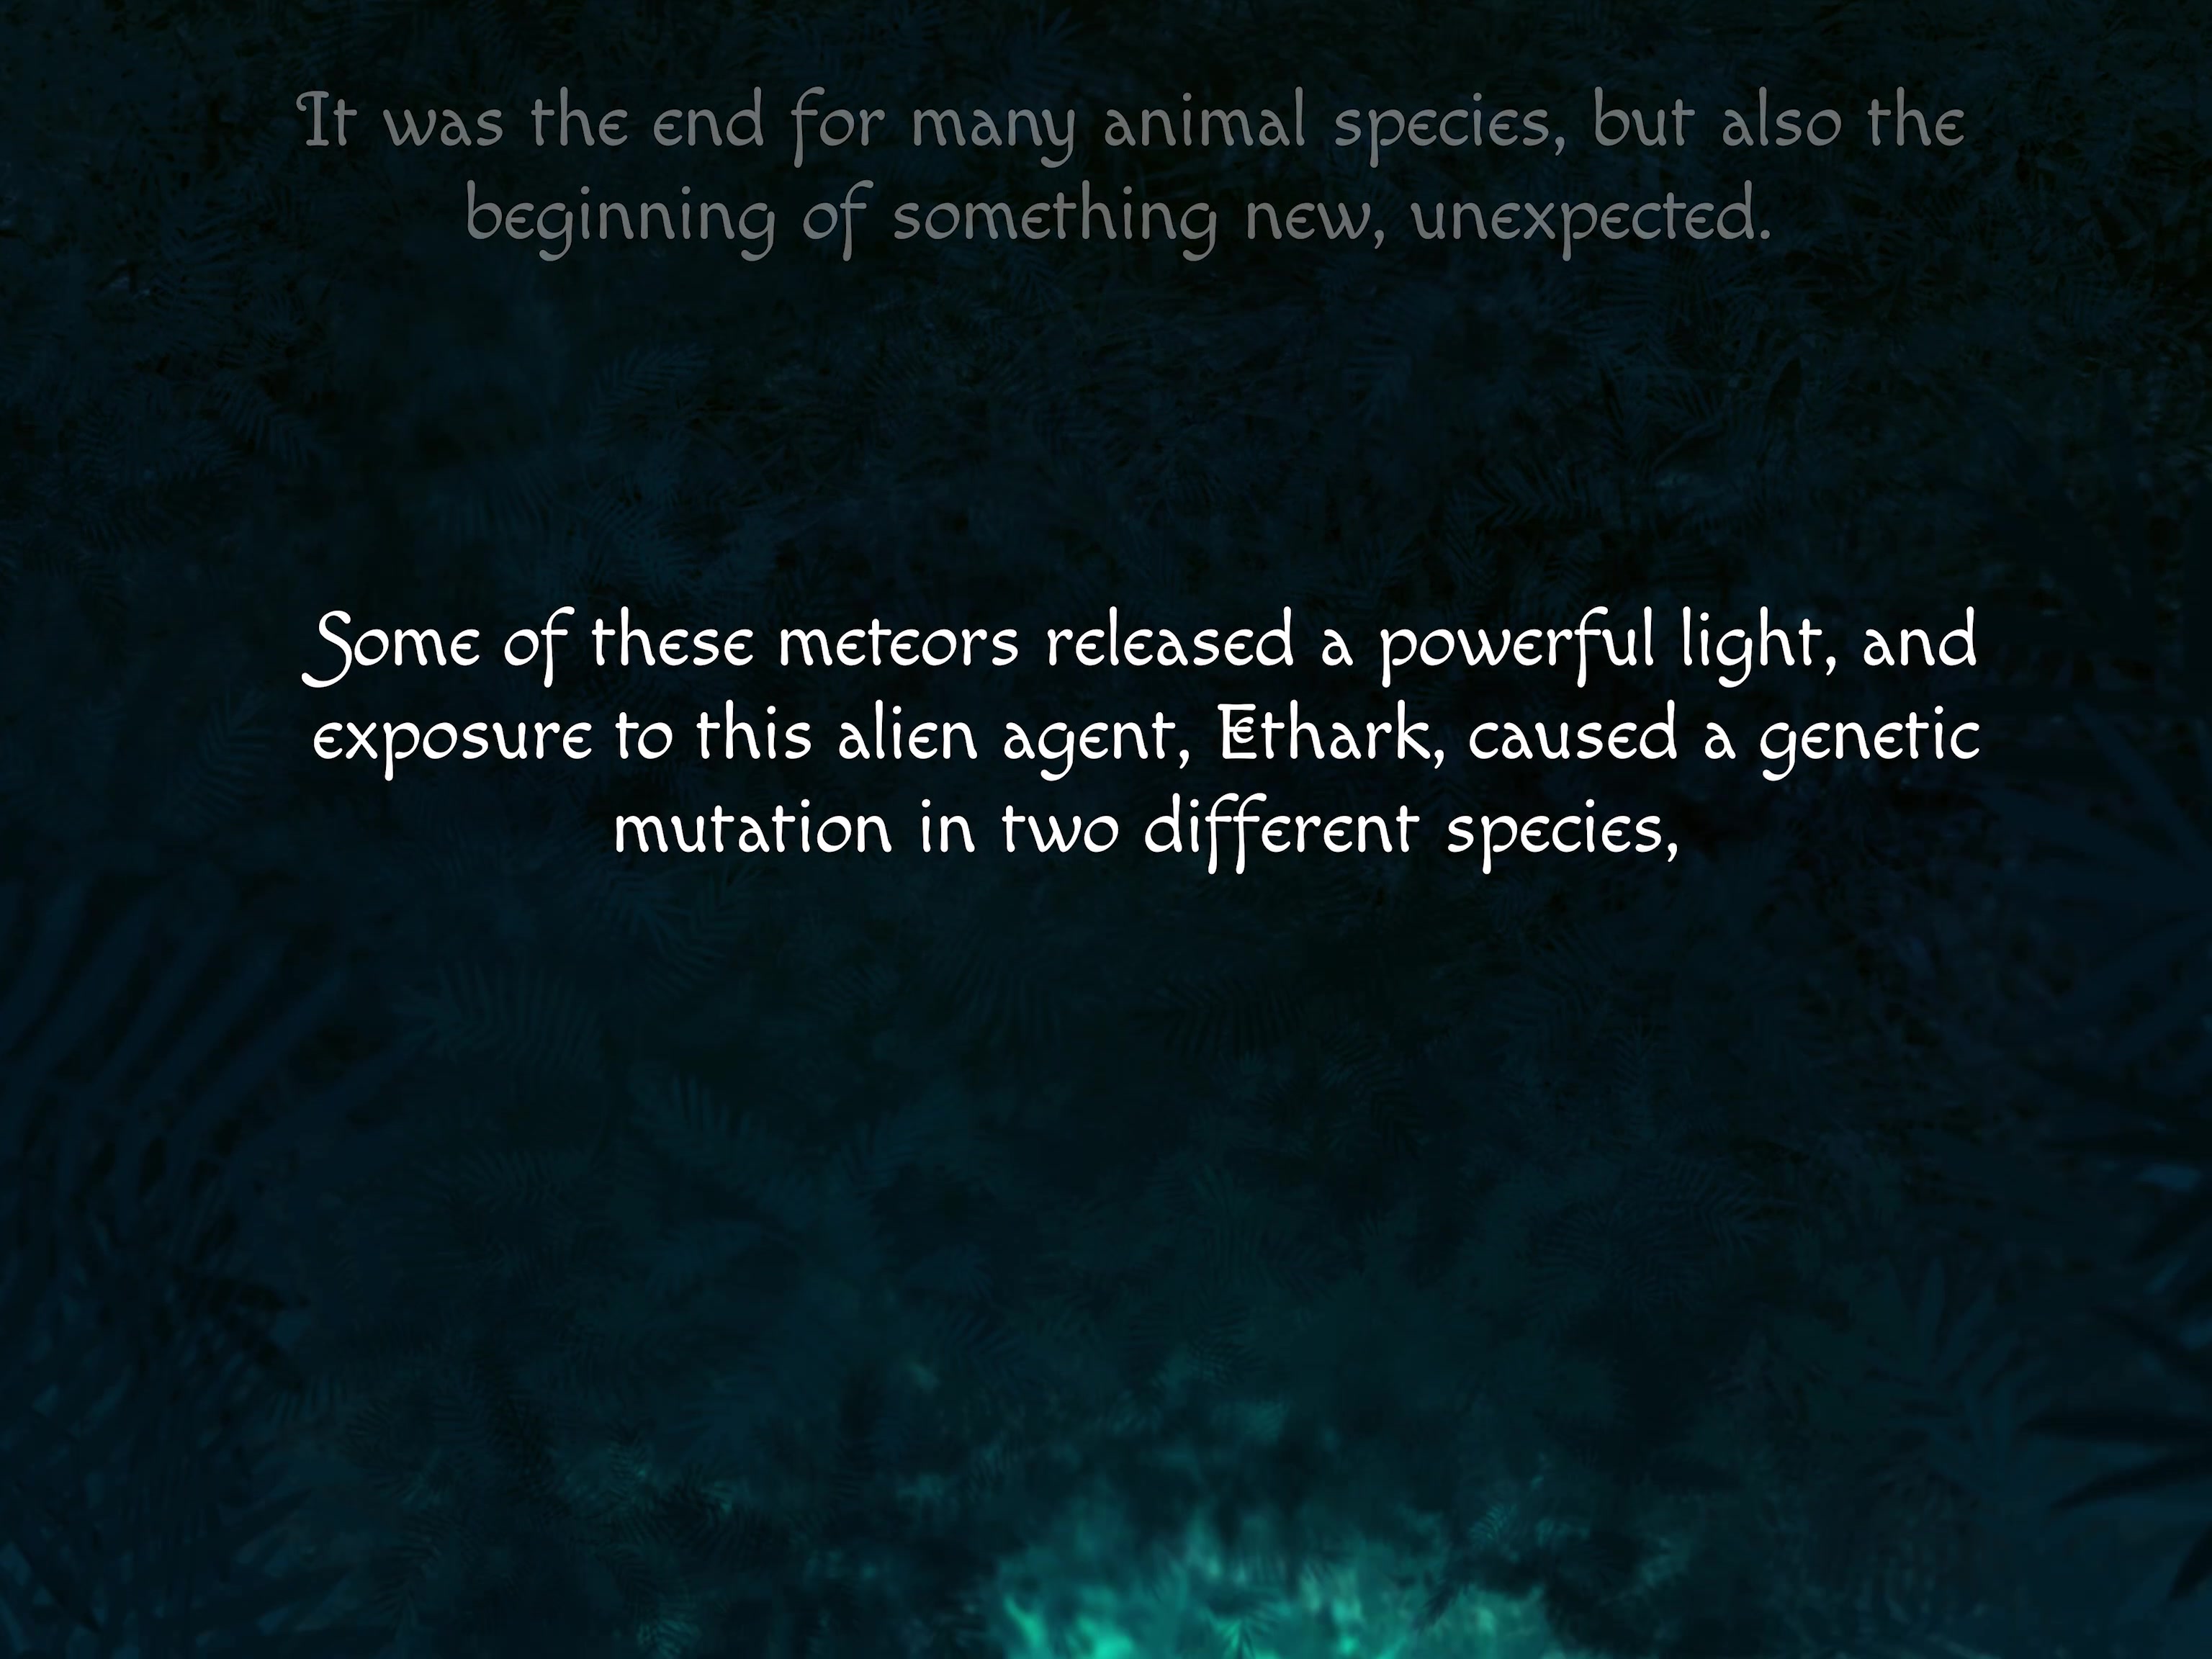 It was the end for many animal species, but also the
beginning of something new, unexpected.
Some of these meteors released a powerful light, and
exposure to this alien agent, Ethark, caused a genetic
mutation in two different species,